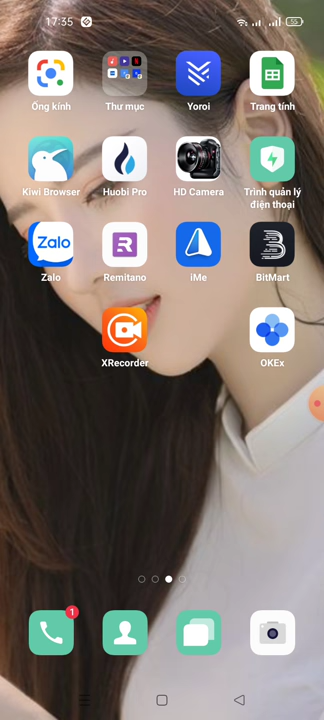 17:35
55
Ống kính Thư mục Yoroi Trang tính
Kiwi Browser Huobi Pro HD Camera Trình quản lý điện thoại
Zalo
Zalo Remitano iMe BitMart
XRecorder OKEx
1